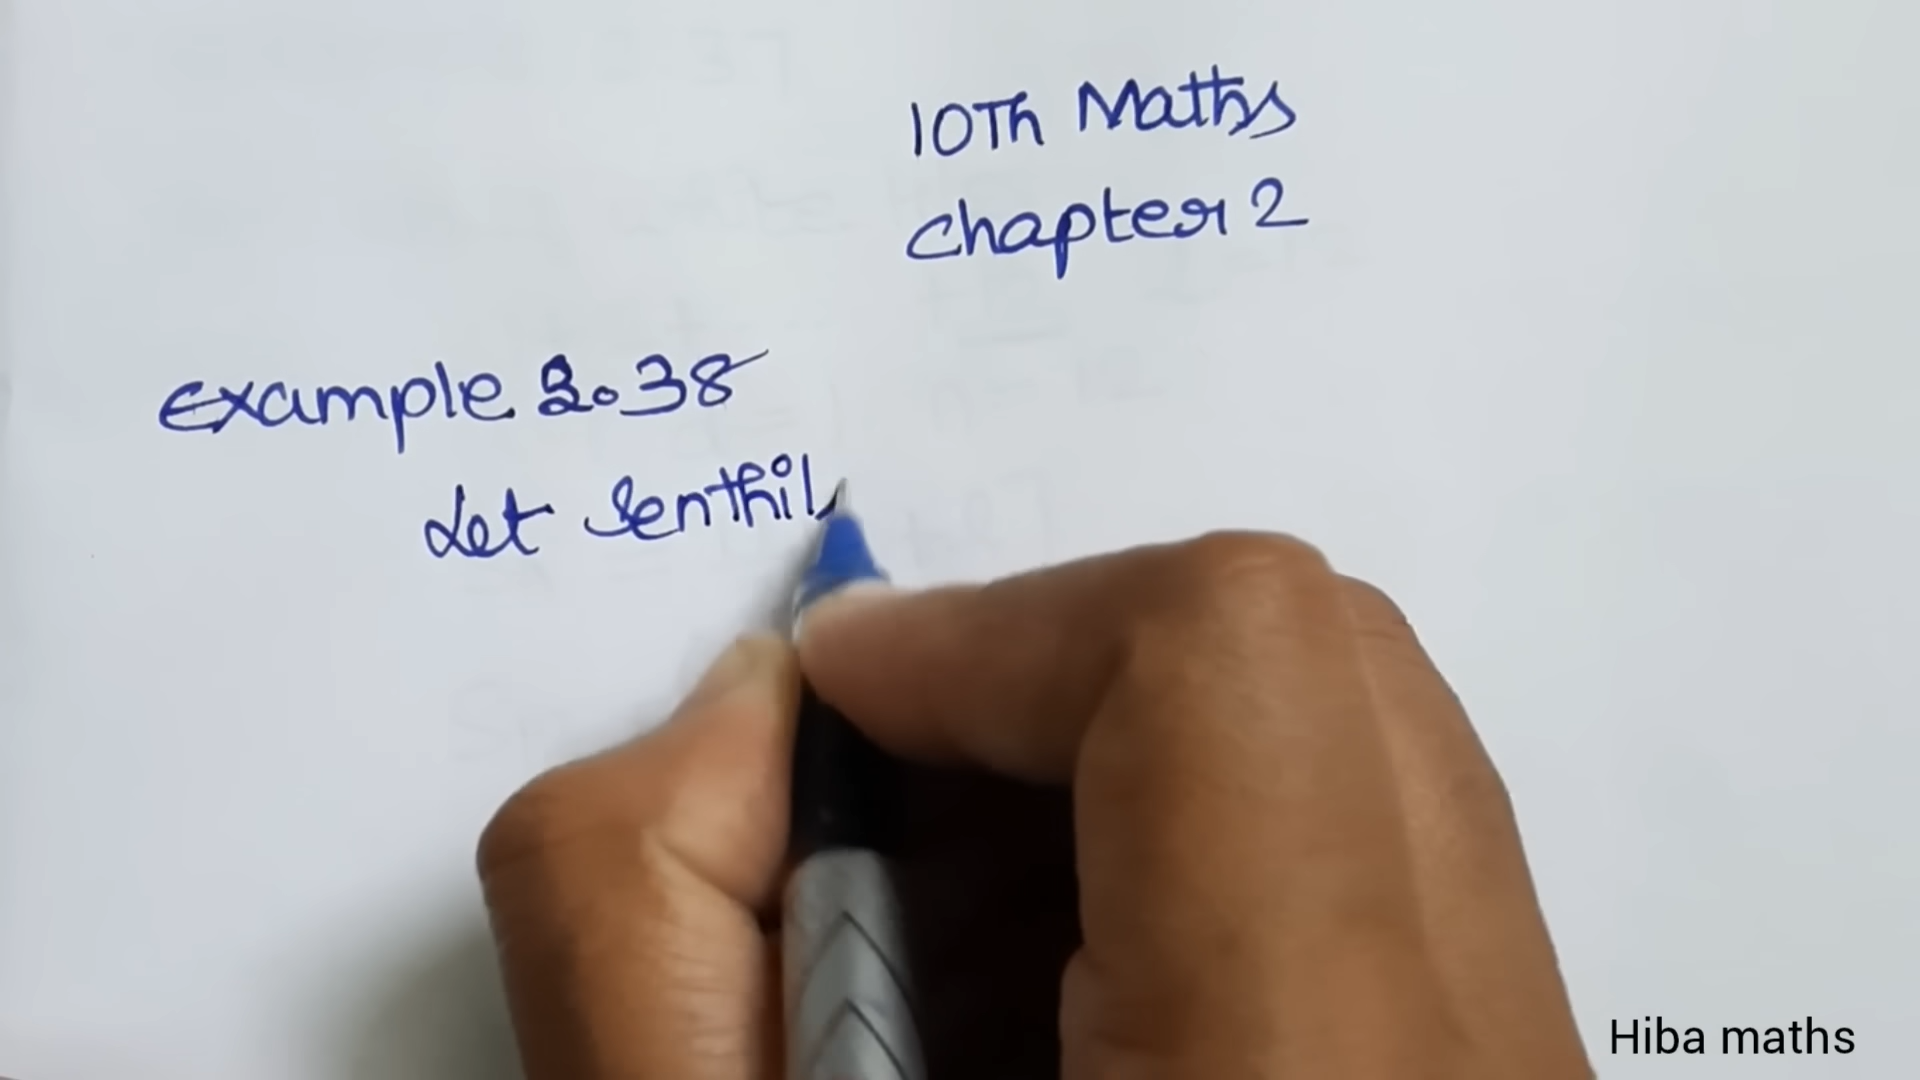 10Th Maths
Chapter 2
Example 2.38
Let Senthil
Hiba maths